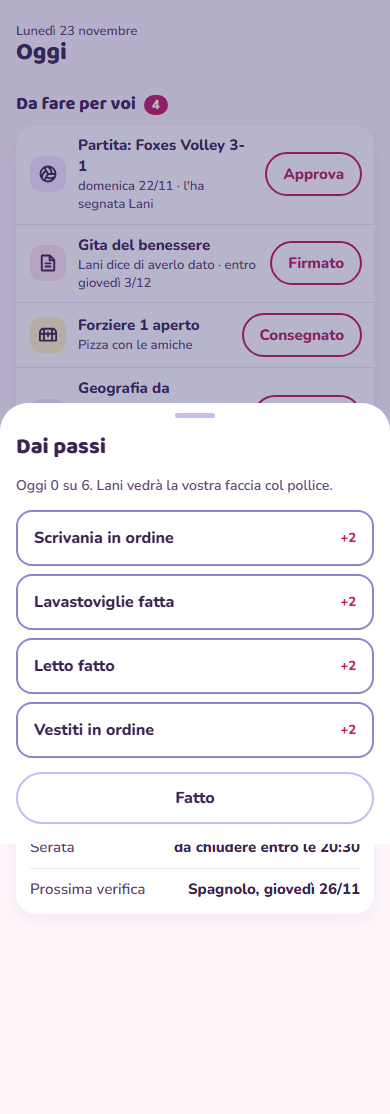 Lunedì 23 novembre
Oggi
Da fare per voi 4
Partita: Foxes Volley 3-
1
domenica 22/11 · l'ha
segnata Lani
Approva
Gita del benessere
Lani dice di averlo dato · entro
giovedì 3/12
Firmato
Forziere 1 aperto
Pizza con le amiche
Consegnato
Geografia da
Dai passi
Oggi 0 su 6. Lani vedrà la vostra faccia col pollice.
Scrivania in ordine +2
Lavastoviglie fatta +2
Letto fatto +2
Vestiti in ordine +2
Fatto
Serata da chiudere entro le 20:30
Prossima verifica Spagnolo, giovedì 26/11